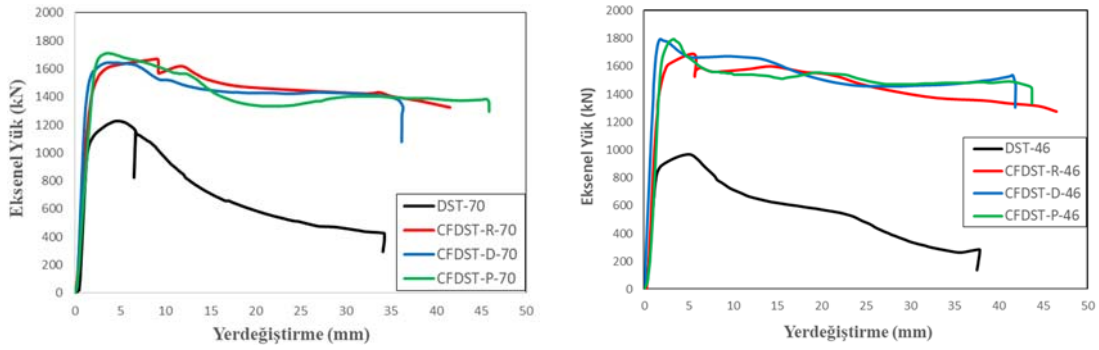 2000
1800
1600
1400
1200
1000
800
600
400
200
0
Eksenel Yük (kN)
0 5 10 15 20 25 30 35 40 45 50
Yerdeğiştirme (mm)
DST-70
CFDST-R-70
CFDST-D-70
CFDST-P-70
2000
1800
1600
1400
1200
1000
800
600
400
200
0
Eksenel Yük (kN)
0 5 10 15 20 25 30 35 40 45 50
Yerdeğiştirme (mm)
DST-46
CFDST-R-46
CFDST-D-46
CFDST-P-46